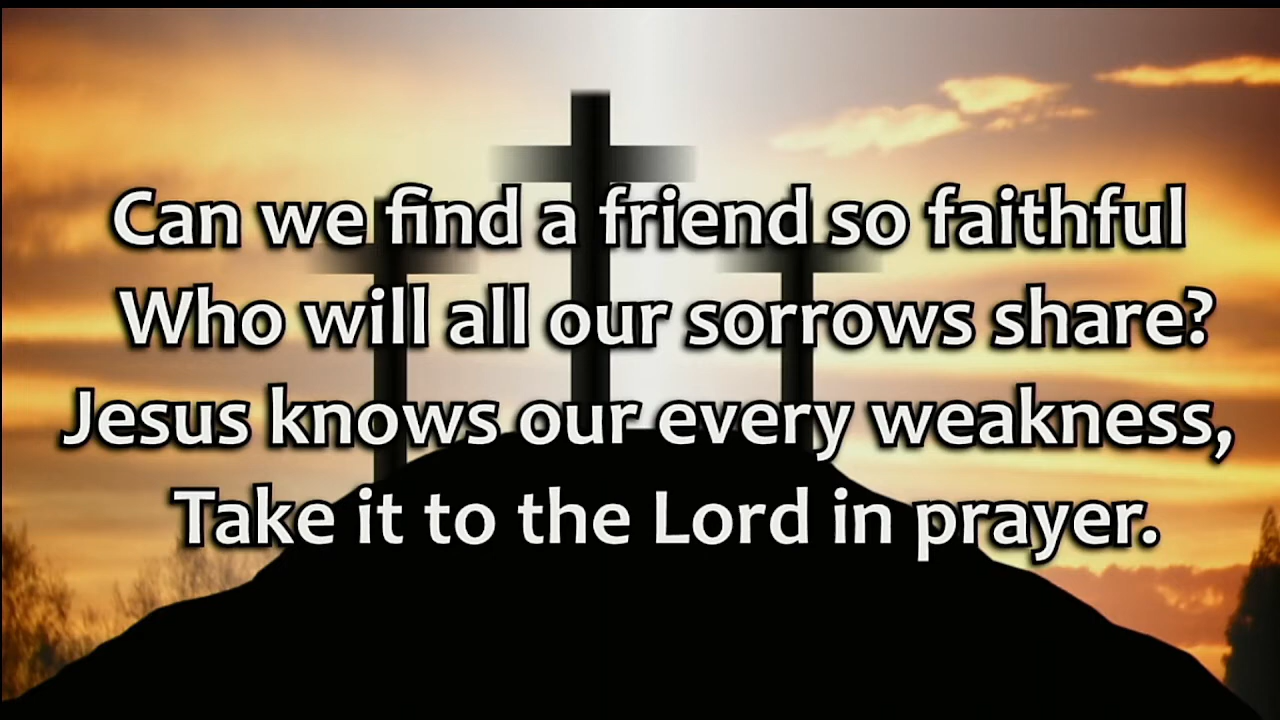 Can we find a friend so faithful
Who will all our sorrows share?
Jesus knows our every weakness,
Take it to the Lord in prayer.